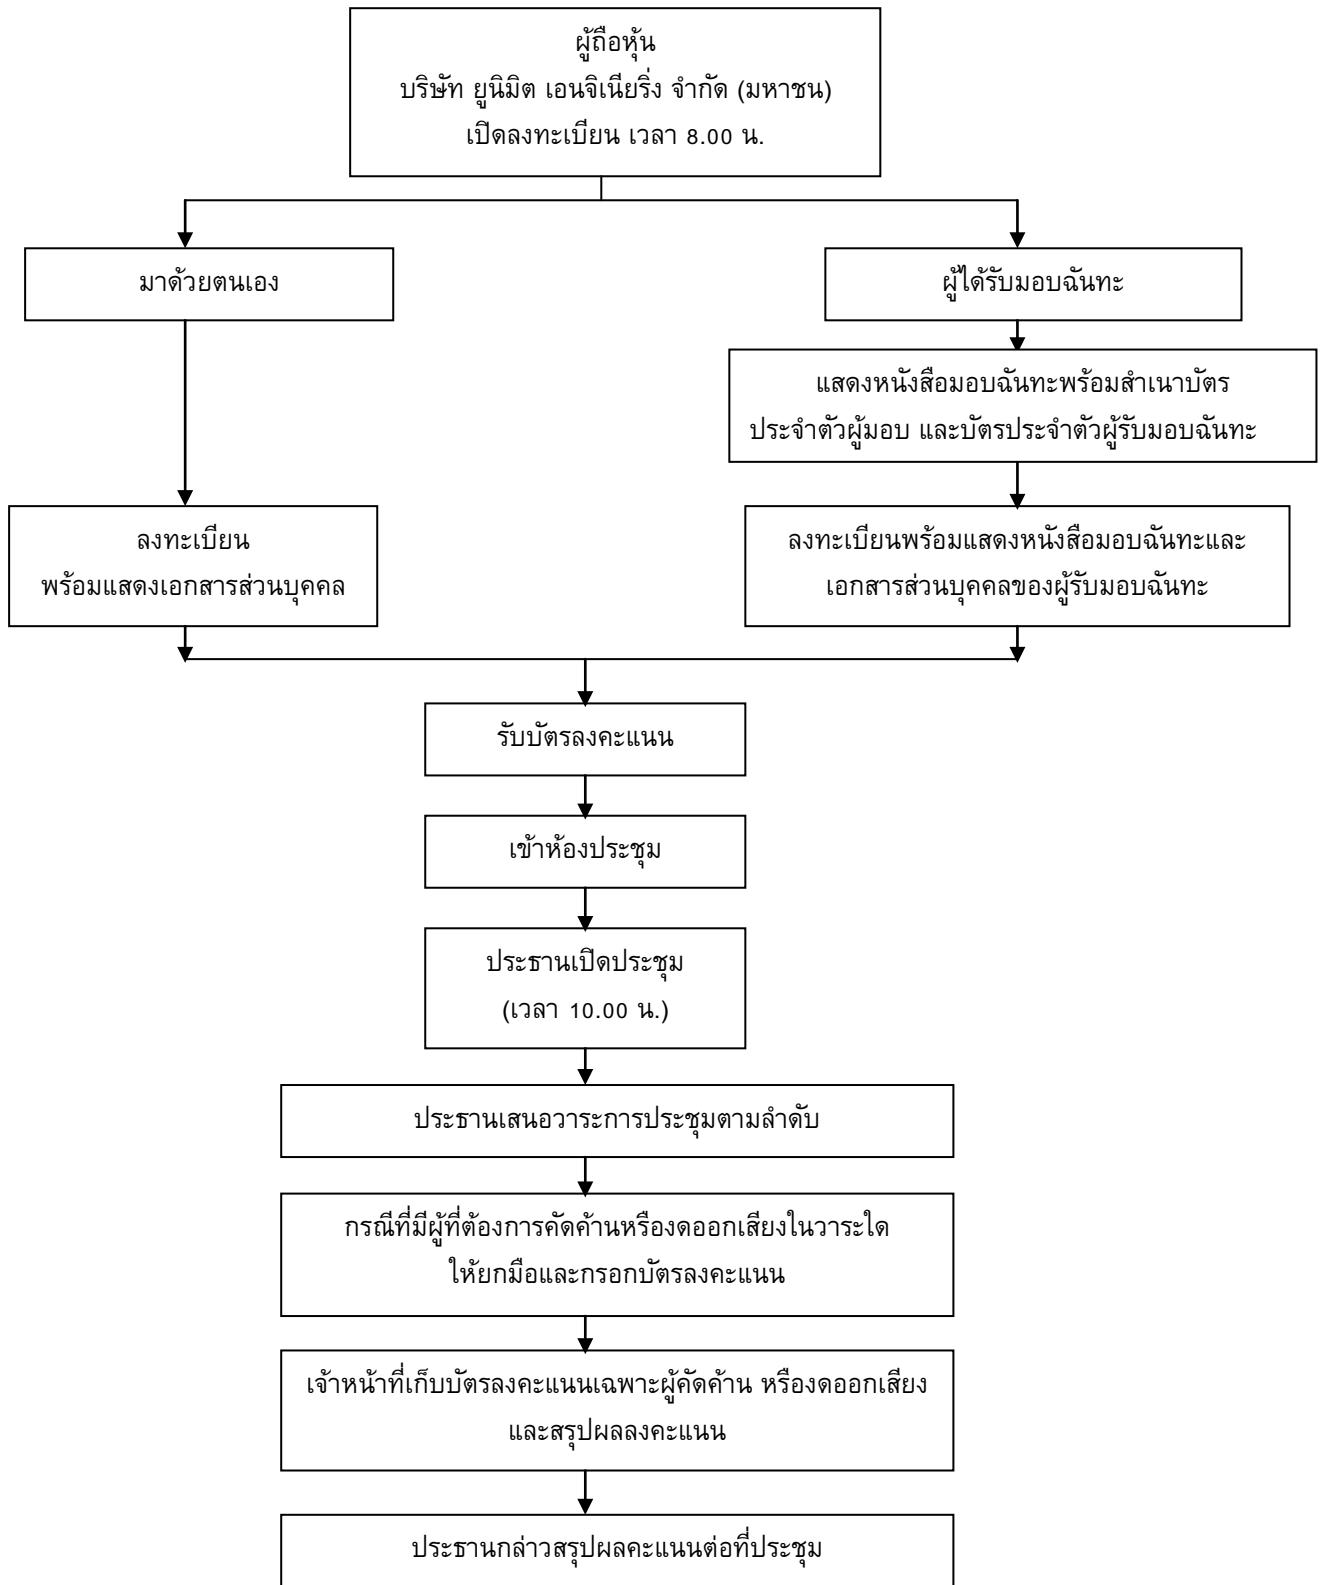 ผู้ถือหุ้น
บริษัท ยูนิมิต เอนจิเนียริ่ง จำกัด (มหาชน)
เปิดลงทะเบียน เวลา 8.00 น.
มาด้วยตนเอง
ผู้ได้รับมอบฉันทะ
แสดงหนังสือมอบฉันทะพร้อมสำเนาบัตร
ประจำตัวผู้มอบ และบัตรประจำตัวผู้รับมอบฉันทะ
ลงทะเบียน
พร้อมแสดงเอกสารส่วนบุคคล
ลงทะเบียนพร้อมแสดงหนังสือมอบฉันทะและ
เอกสารส่วนบุคคลของผู้รับมอบฉันทะ
รับบัตรลงคะแนน
เข้าห้องประชุม
ประธานเปิดประชุม
(เวลา 10.00 น.)
ประธานเสนอวาระการประชุมตามลำดับ
กรณีที่มีผู้ที่ต้องการคัดค้านหรืองดออกเสียงในวาระใด
ให้ยกมือและกรอกบัตรลงคะแนน
เจ้าหน้าที่เก็บบัตรลงคะแนนเฉพาะผู้คัดค้าน หรืองดออกเสียง
และสรุปผลลงคะแนน
ประธานกล่าวสรุปผลคะแนนต่อที่ประชุม